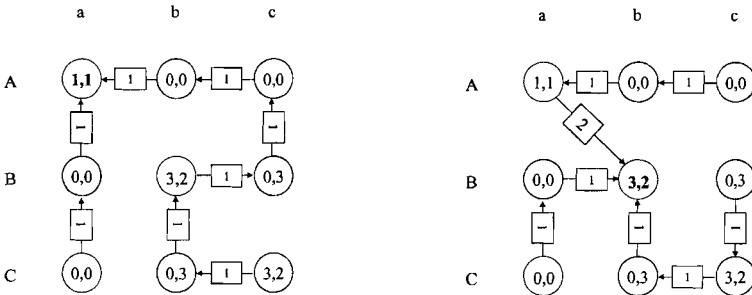 a b c a b c
A 1,1 1 0,0 1 0,0 A 1,1 1 0,0 1 0,0
1 1 2
B 0,0 3,2 1 0,3 B 0,0 1 3,2 0,3
1 1 1 1 1
C 0,0 0,3 1 3,2 C 0,0 0,3 1 3,2